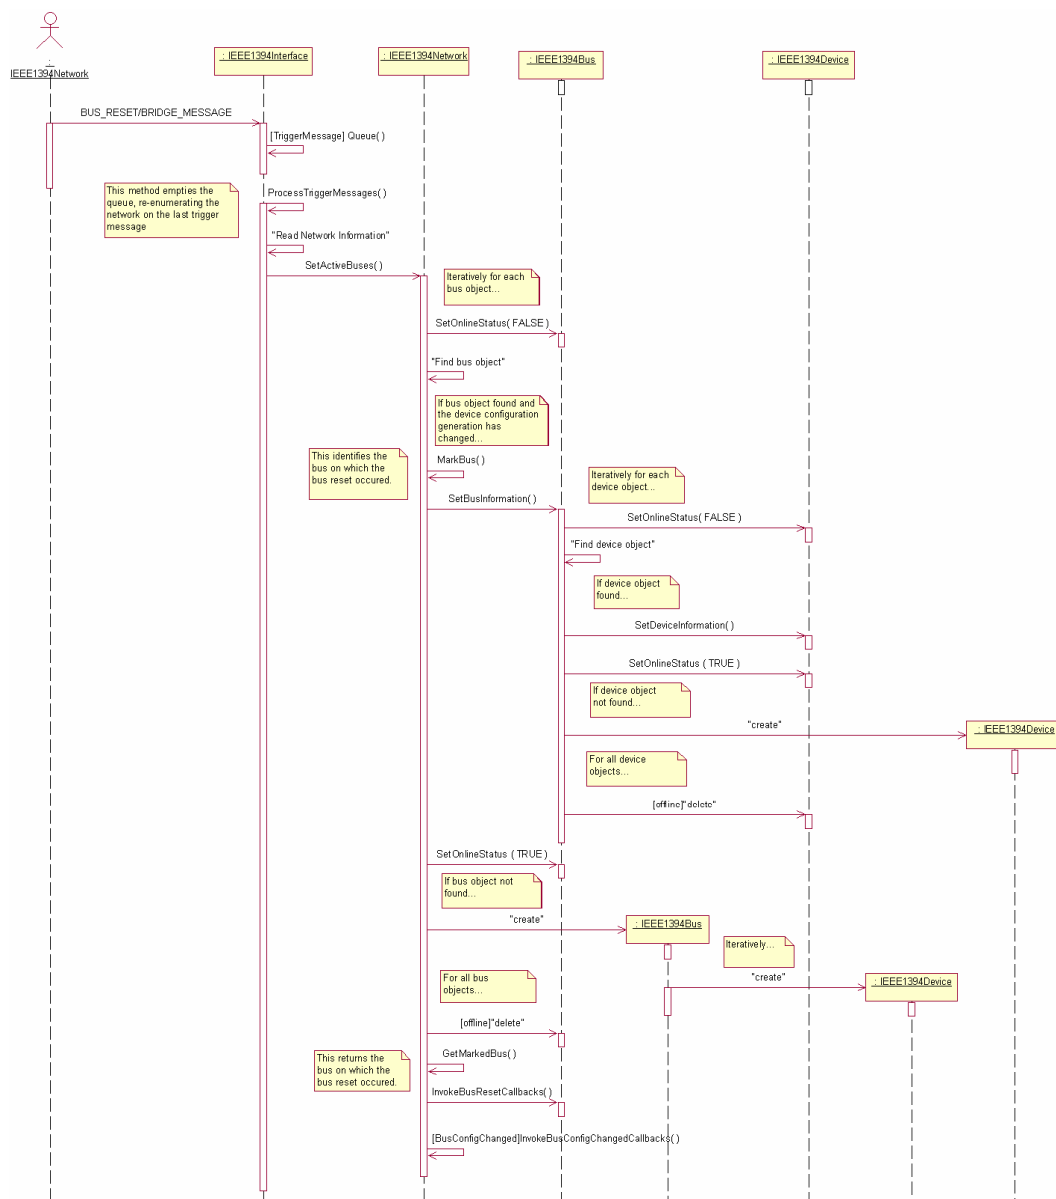 : IEEE1394Interface
: IEEE1394Network
: IEEE1394Bus
: IEEE1394Device
:
IEEE1394Network
BUS_RESET/BRIDGE_MESSAGE
[TriggerMessage] Queue( )
This method empties the
queue, re-enumerating the
network on the last trigger
message
ProcessTriggerMessages( )
"Read Network Information"
SetActiveBuses( )
Iteratively for each
bus object...
SetOnlineStatus( FALSE )
"Find bus object"
If bus object found and
the device configuration
generation has
changed...
This identifies the
bus on which the
bus reset occured.
MarkBus( )
Iteratively for each
device object...
SetBusInformation( )
SetOnlineStatus( FALSE )
"Find device object"
If device object
found...
SetDeviceInformation( )
SetOnlineStatus ( TRUE )
If device object
not found...
"create"
: IEEE1394Device
For all device
objects...
[offline]"delete"
SetOnlineStatus ( TRUE )
If bus object not
found...
"create"
: IEEE1394Bus
Iteratively...
"create"
: IEEE1394Device
For all bus
objects...
[offline]"delete"
This returns the
bus on which the
bus reset occured.
GetMarkedBus( )
InvokeBusResetCallbacks( )
[BusConfigChanged]InvokeBusConfigChangedCallbacks( )